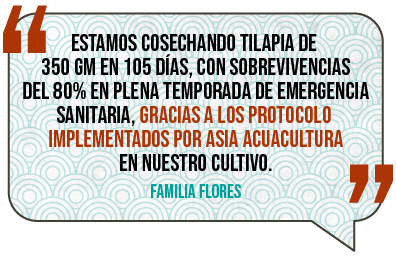 “
ESTAMOS COSECHANDO TILAPIA DE
350 GM EN 105 DÍAS, CON SOBREVIVENCIAS
DEL 80% EN PLENA TEMPORADA DE EMERGENCIA
SANITARIA, GRACIAS A LOS PROTOCOLO
IMPLEMENTADOS POR ASIA ACUACULTURA
EN NUESTRO CULTIVO.
FAMILIA FLORES
”